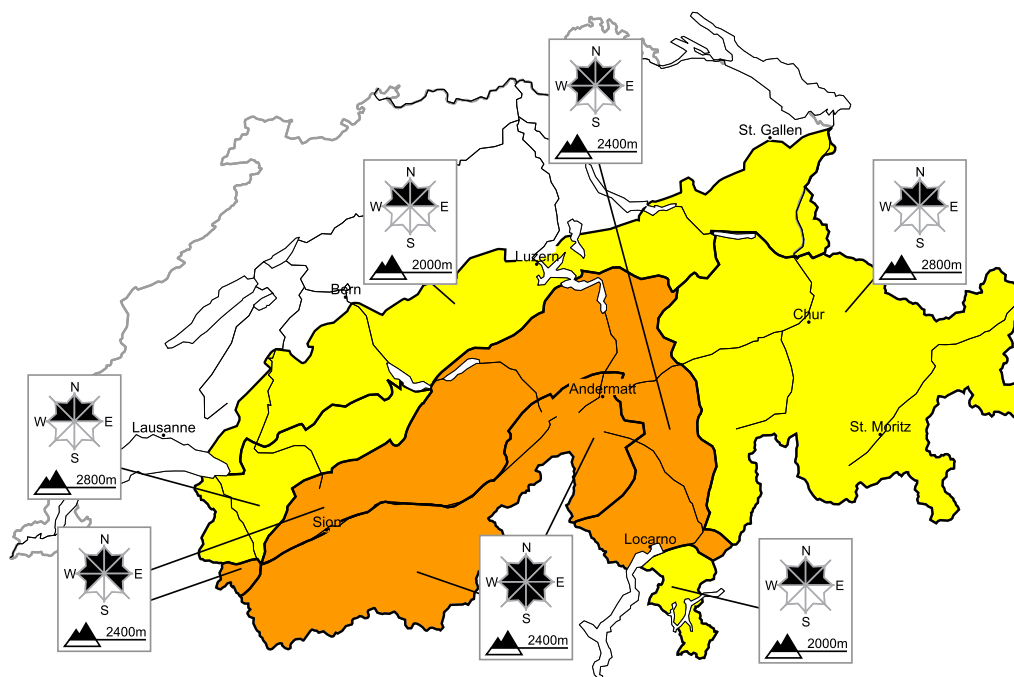 N
W E
S
2400m
St. Gallen
N
W E
S
2000m
N
W E
S
2800m
Luzern
Bern
Chur
N
W E
S
2800m
Andermatt
Lausanne
St. Moritz
Sion
Locarno
N
W E
S
2400m
N
W E
S
2400m
N
W E
S
2000m